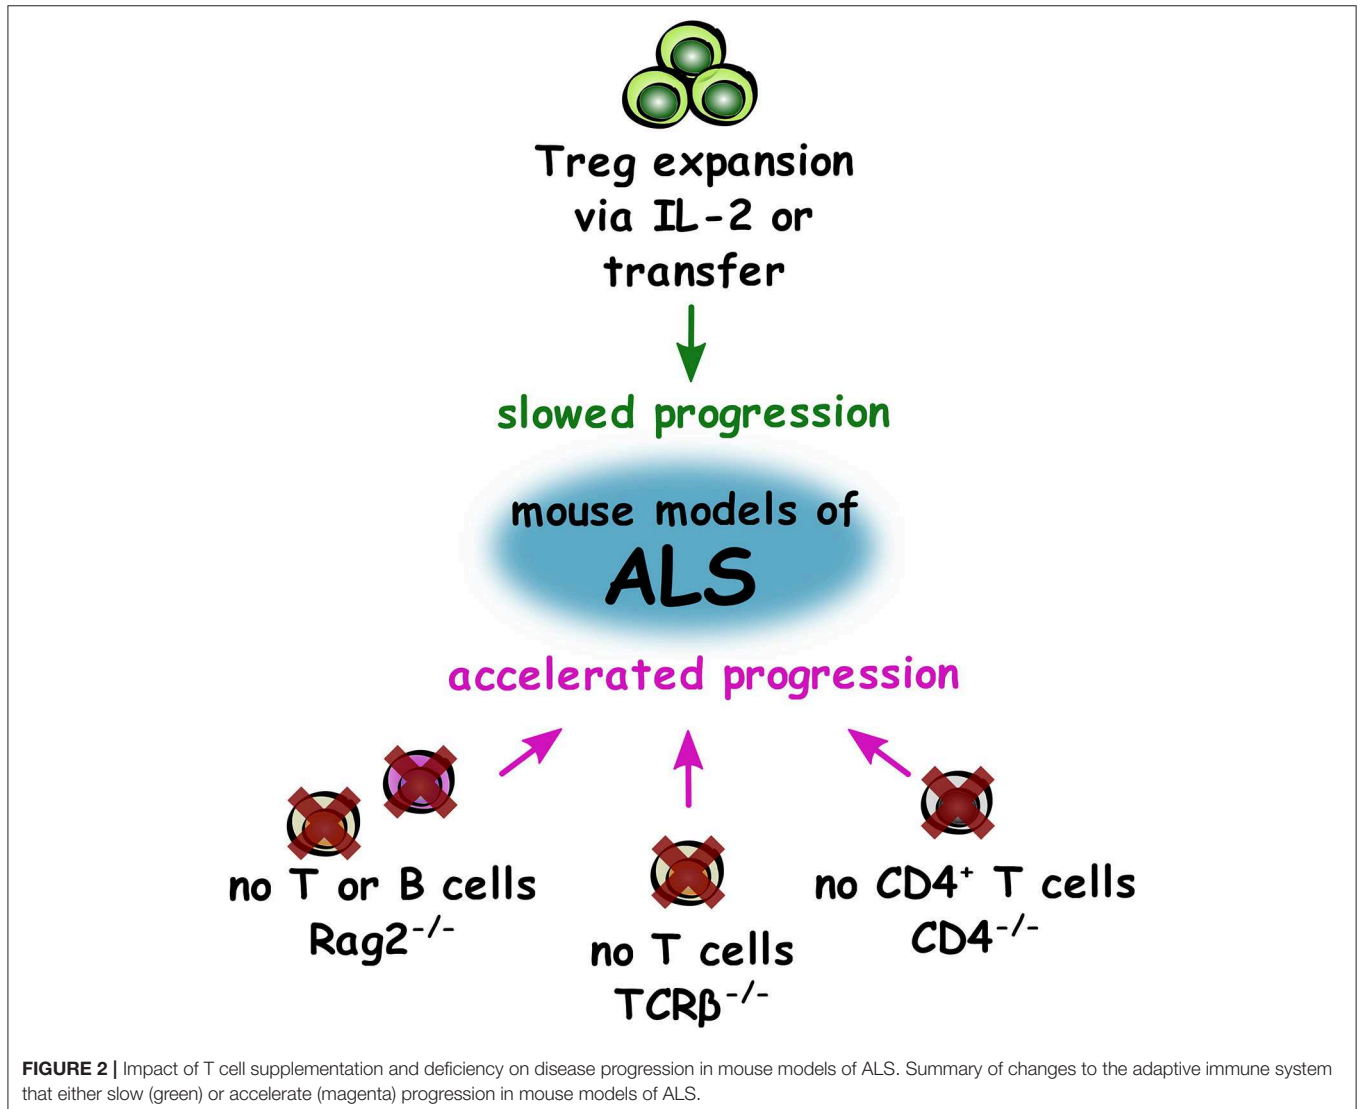 Treg expansion
via IL-2 or
transfer
slowed progression
mouse models of
ALS
accelerated progression
no T or B cells
Rag2⁻/⁻
no T cells
TCRβ⁻/⁻
no CD4⁺ T cells
CD4⁻/⁻
FIGURE 2 | Impact of T cell supplementation and deficiency on disease progression in mouse models of ALS. Summary of changes to the adaptive immune system
that either slow (green) or accelerate (magenta) progression in mouse models of ALS.